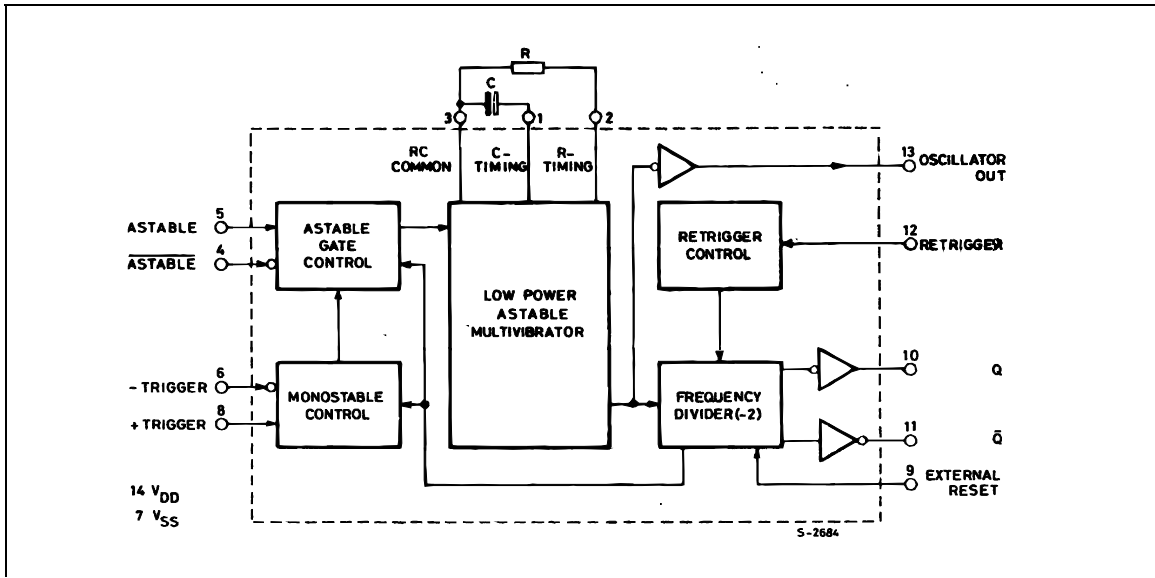 R
C
3
1
2
RC
COMMON
C-
TIMING
R-
TIMING
13
OSCILLATOR
OUT
ASTABLE
5
ASTABLE
4
ASTABLE
GATE
CONTROL
LOW POWER
ASTABLE
MULTIVIBRATOR
RETRIGGER
CONTROL
12
RETRIGGER
- TRIGGER
6
+ TRIGGER
8
MONOSTABLE
CONTROL
FREQUENCY
DIVIDER(-2)
10
Q
11
Q̄
9
EXTERNAL
RESET
14 VDD
7 VSS
S-2684